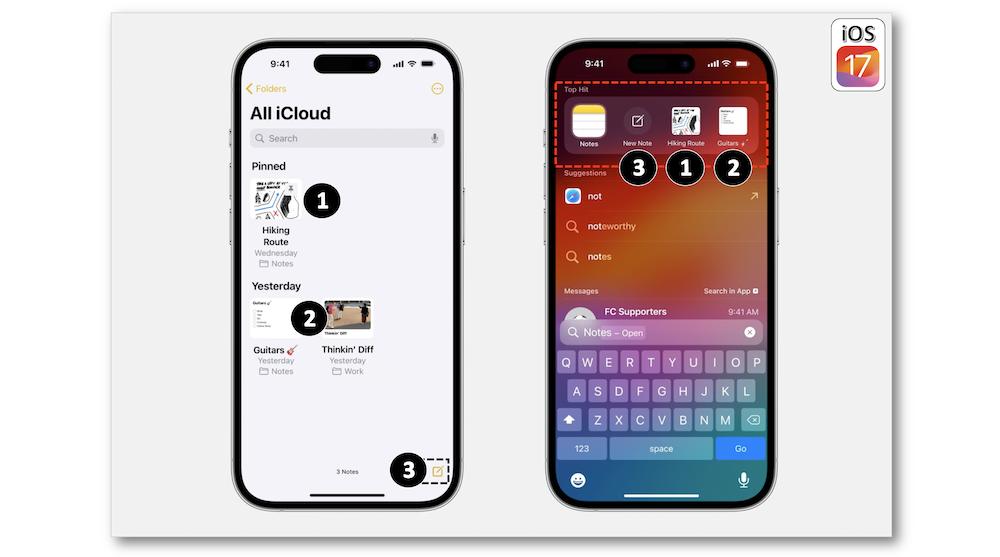 iOS
17
9:41
Folders
All iCloud
Search
Pinned
1
Hiking
Route
Wednesday
Notes
Yesterday
Guitars
2
Thinkin' Diff
Guitars 🎸
Thinkin' Diff
Yesterday
Yesterday
Notes
Work
3 Notes
3
9:41
Top Hit
Notes
New Note
Hiking Route
Guitars 🎸
3
1
2
Suggestions
not
noteworthy
notes
Messages
Search in App
FC Supporters
9:41 AM
Notes – Open
Q W E R T Y U I O P
A S D F G H J K L
Z X C V B N M
123
space
Go